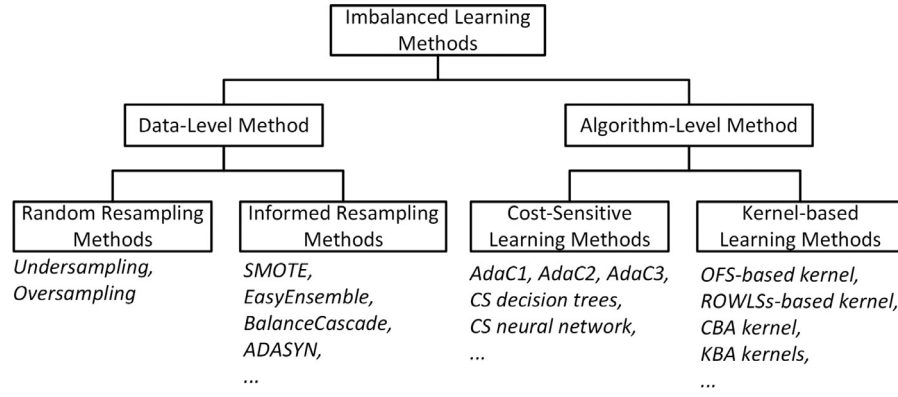 Imbalanced Learning
Methods
Data-Level Method
Algorithm-Level Method
Random Resampling
Methods
Informed Resampling
Methods
Cost-Sensitive
Learning Methods
Kernel-based
Learning Methods
Undersampling,
Oversampling
SMOTE,
EasyEnsemble,
BalanceCascade,
ADASYN,
...
AdaC1, AdaC2, AdaC3,
CS decision trees,
CS neural network,
...
OFS-based kernel,
ROWLSs-based kernel,
CBA kernel,
KBA kernels,
...